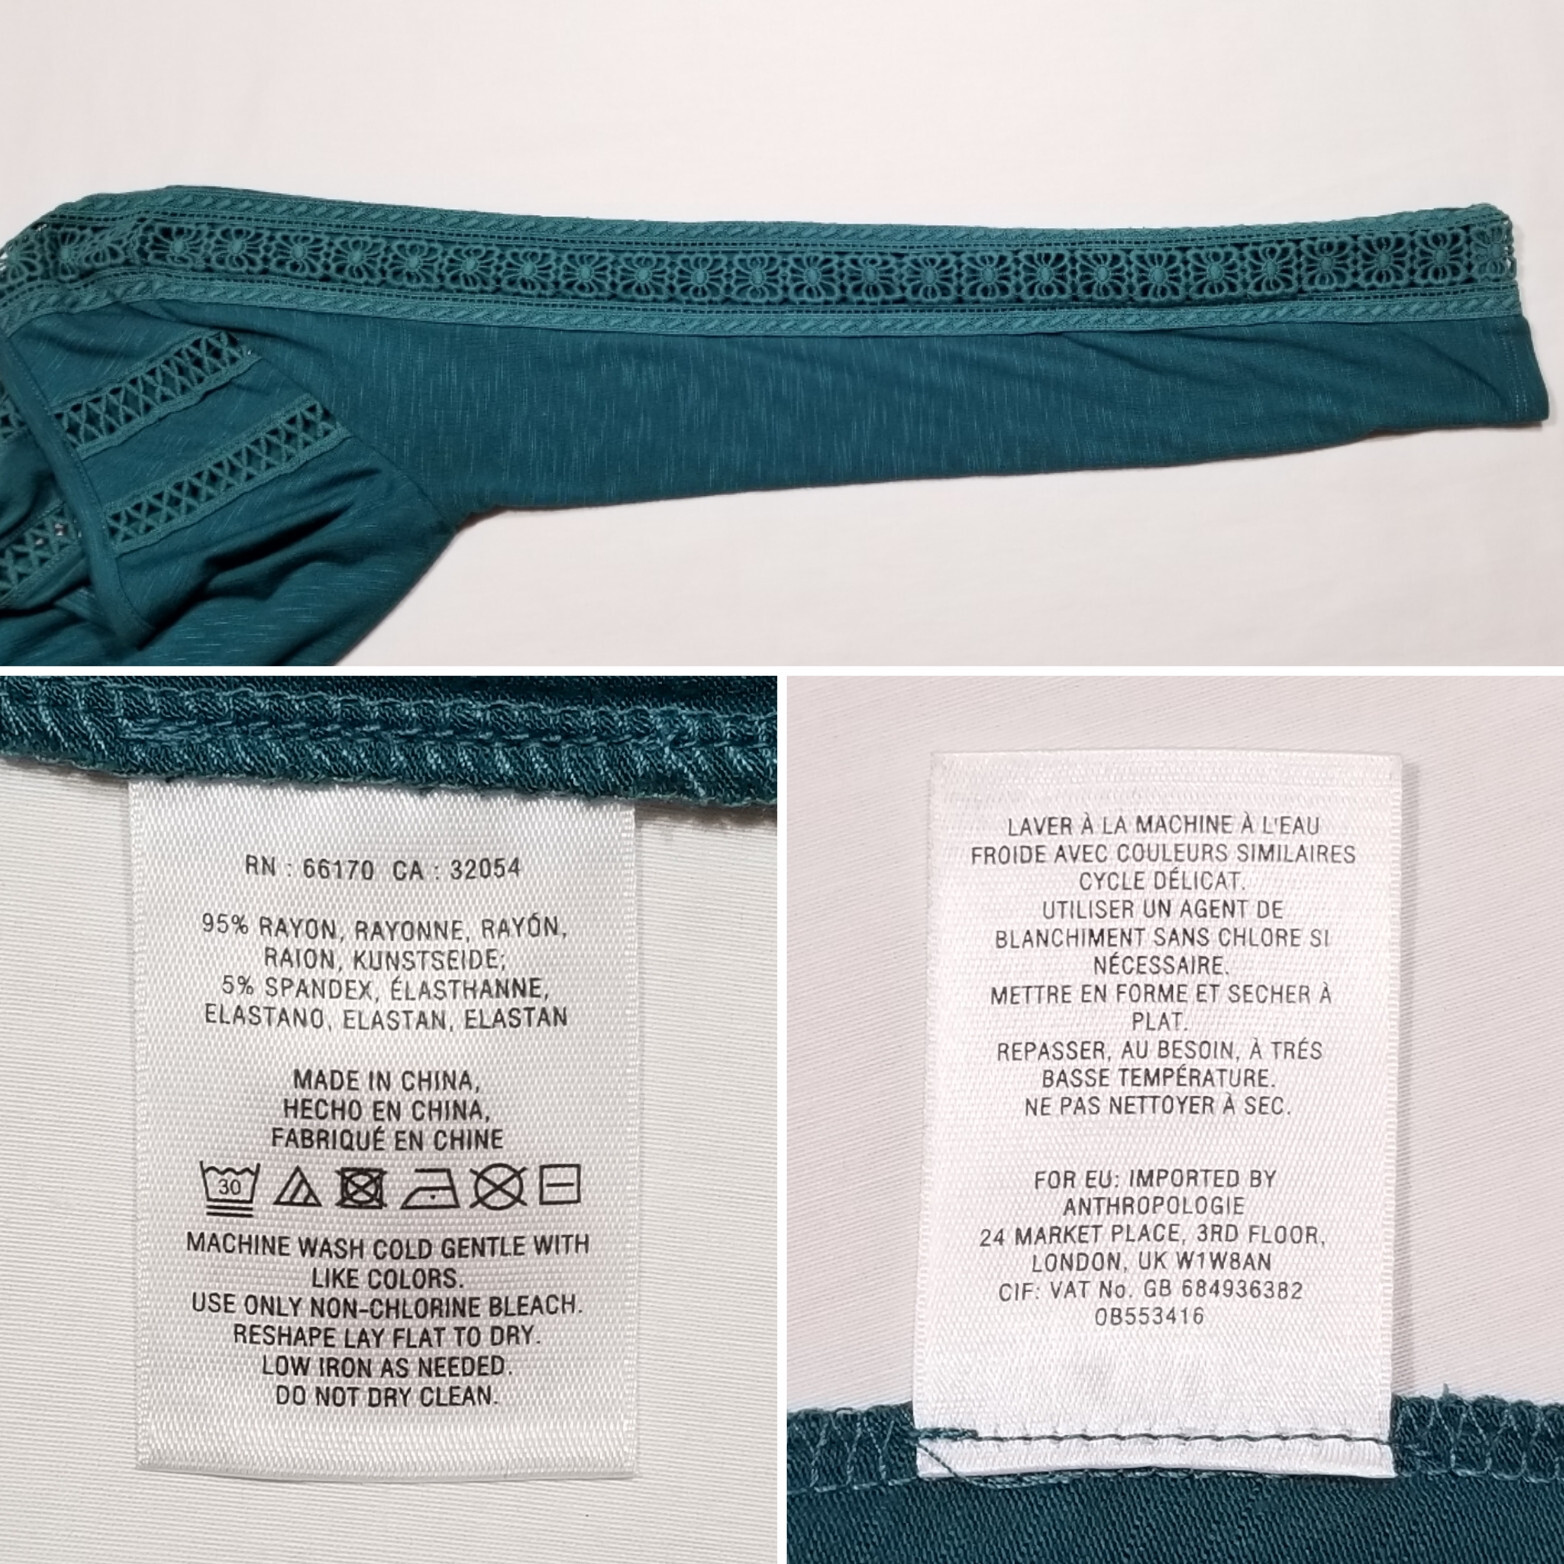 RN : 66170 CA : 32054
95% RAYON, RAYONNE, RAYÓN,
RAION, KUNSTSEIDE;
5% SPANDEX, ÉLASTHANNE,
ELASTANO, ELASTAN, ELASTAN
MADE IN CHINA,
HECHO EN CHINA,
FABRIQUÉ EN CHINE
30
MACHINE WASH COLD GENTLE WITH
LIKE COLORS.
USE ONLY NON-CHLORINE BLEACH.
RESHAPE LAY FLAT TO DRY.
LOW IRON AS NEEDED.
DO NOT DRY CLEAN.
LAVER À LA MACHINE À L'EAU
FROIDE AVEC COULEURS SIMILAIRES
CYCLE DÉLICAT.
UTILISER UN AGENT DE
BLANCHIMENT SANS CHLORE SI
NÉCESSAIRE.
METTRE EN FORME ET SECHER À
PLAT.
REPASSER, AU BESOIN, À TRÉS
BASSE TEMPÉRATURE.
NE PAS NETTOYER À SEC.
FOR EU: IMPORTED BY
ANTHROPOLOGIE
24 MARKET PLACE, 3RD FLOOR,
LONDON, UK W1W8AN
CIF: VAT No. GB 684936382
OB553416